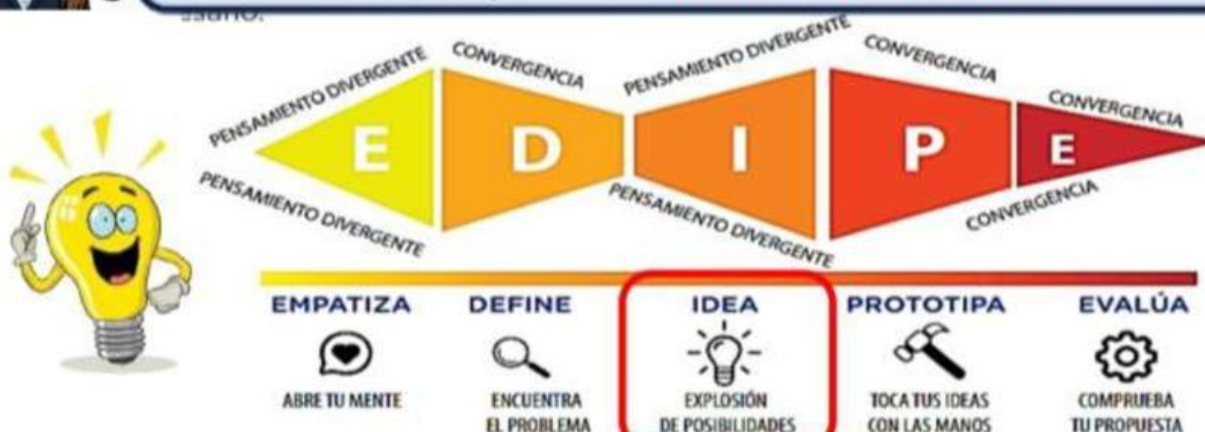 PENSAMIENTO DIVERGENTE
CONVERGENCIA
PENSAMIENTO DIVERGENTE
CONVERGENCIA
CONVERGENCIA
E
D
I
P
E
PENSAMIENTO DIVERGENTE
PENSAMIENTO DIVERGENTE
CONVERGENCIA
EMPATIZA
DEFINE
IDEA
PROTOTIPA
EVALÚA
ABRE TU MENTE
ENCUENTRA
EL PROBLEMA
EXPLOSIÓN
DE POSIBILIDADES
TOCA TUS IDEAS
CON LAS MANOS
COMPRUEBA
TU PROPUESTA